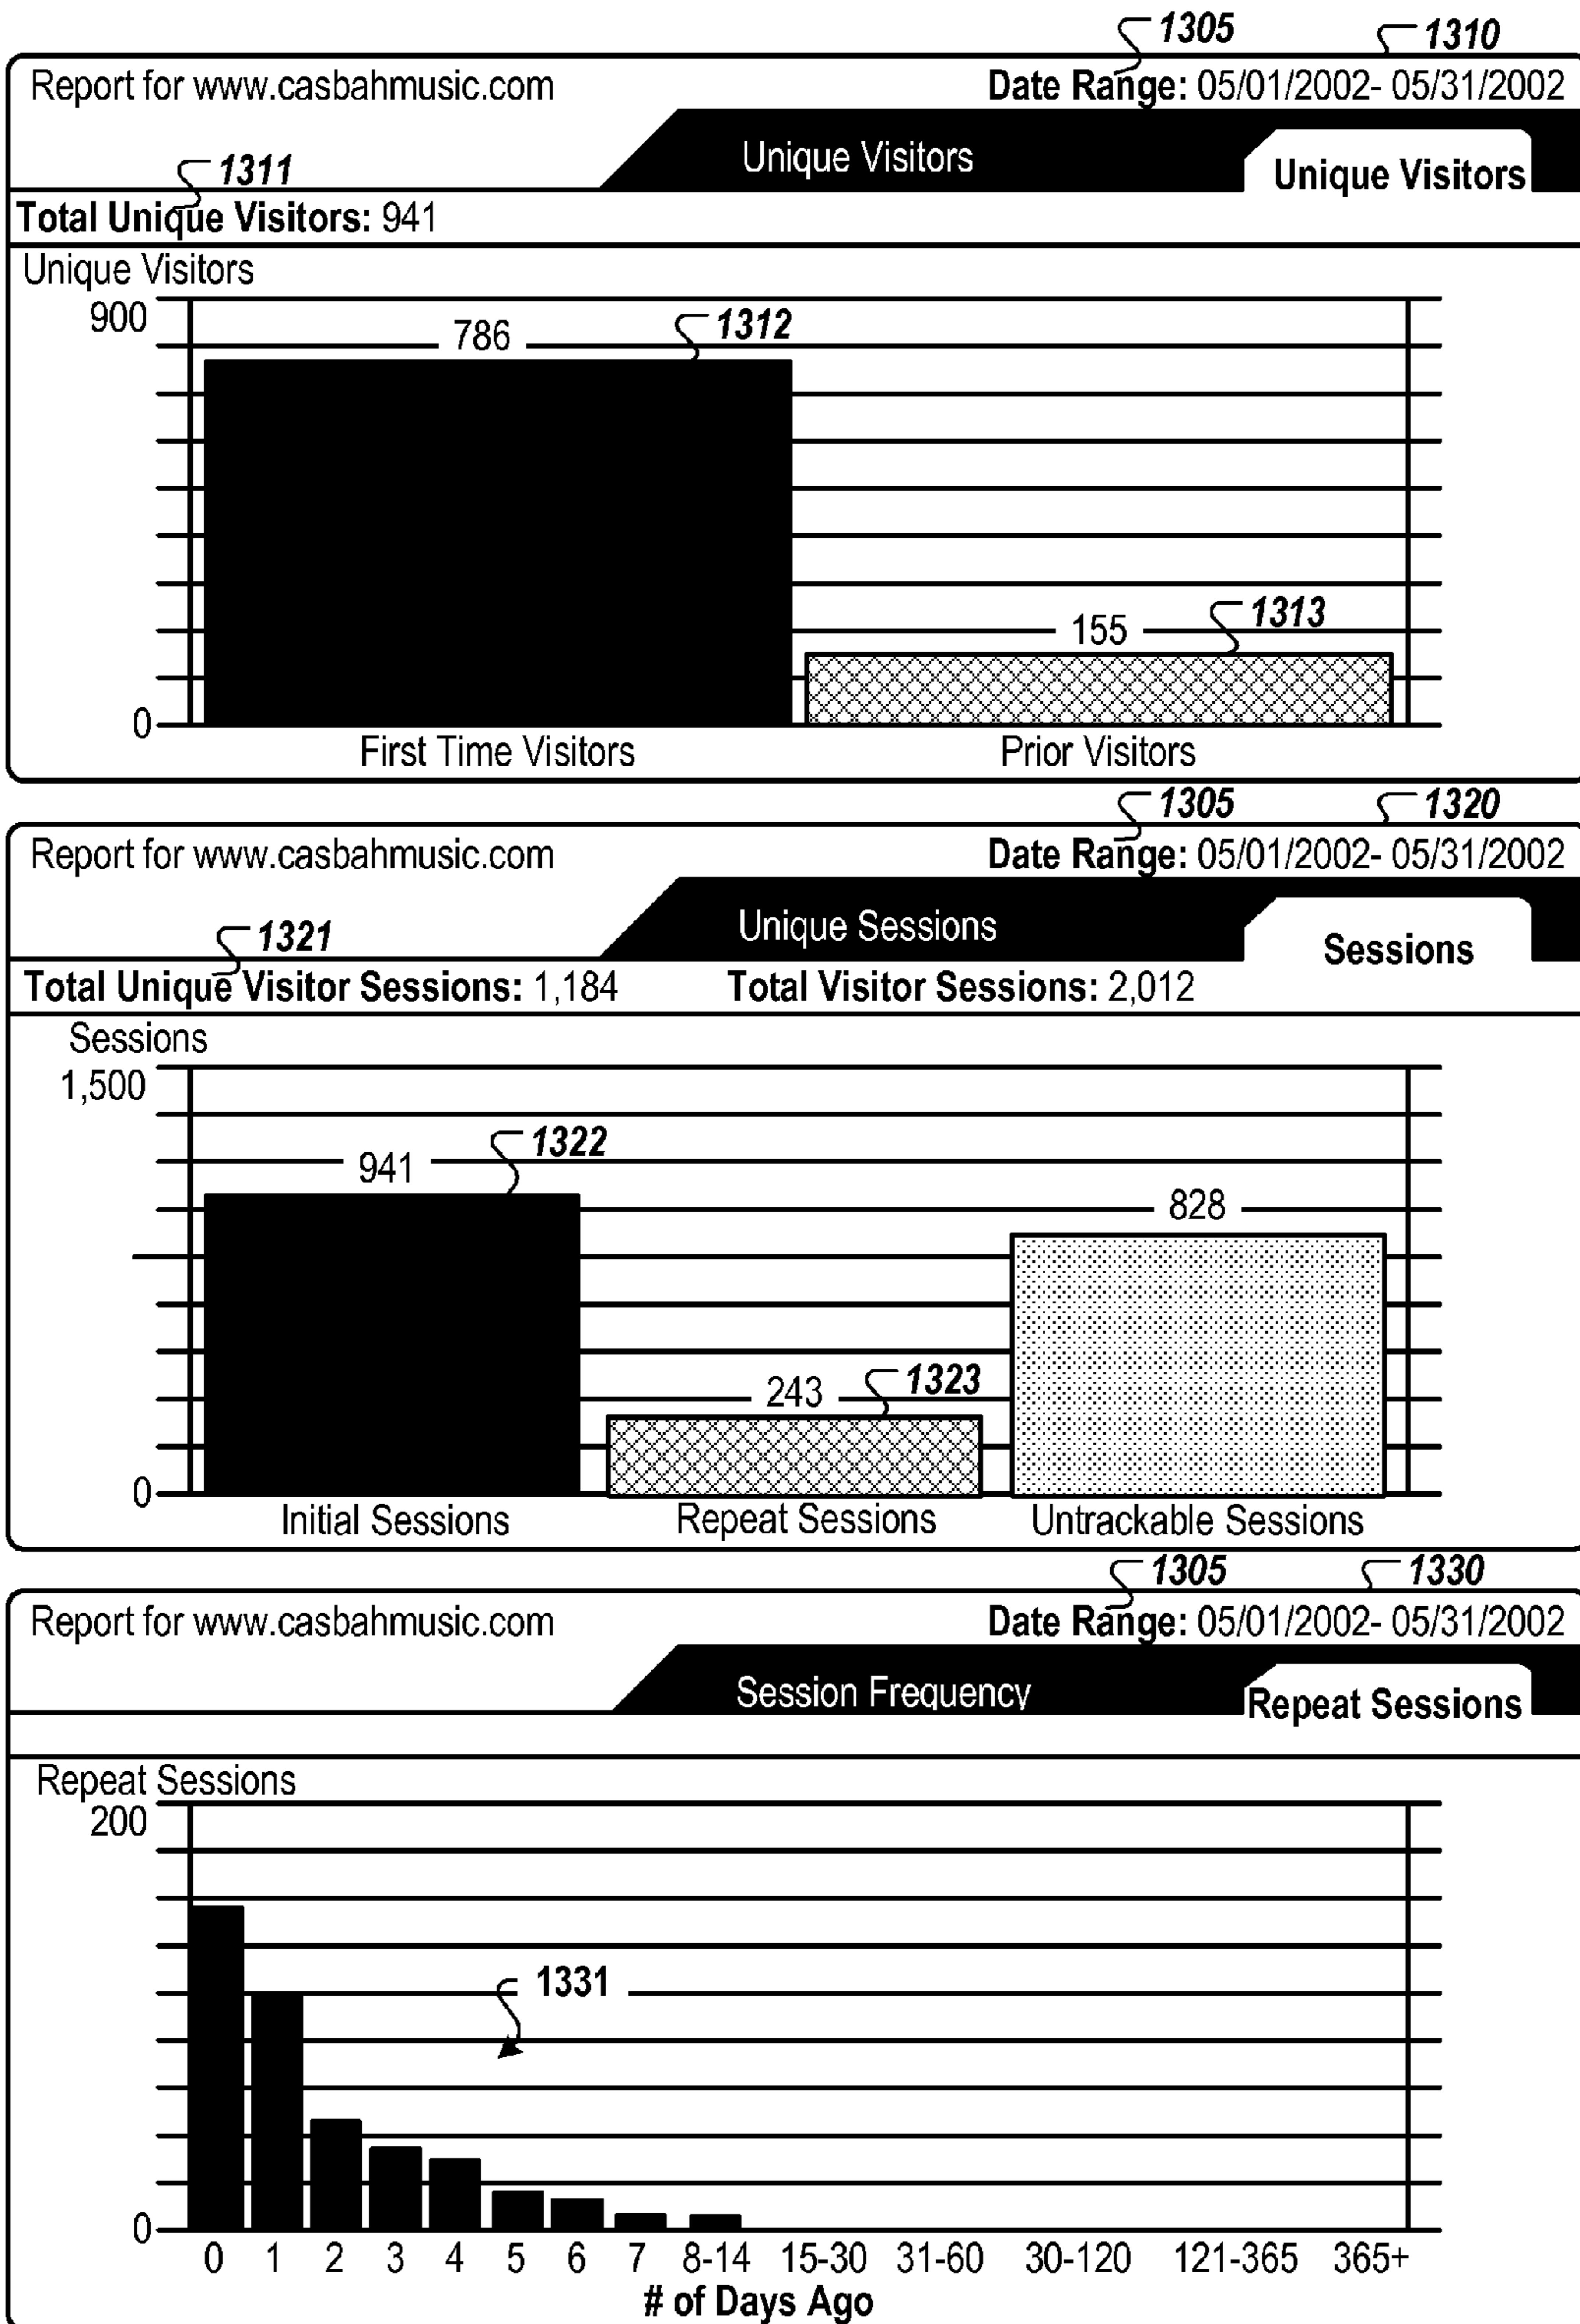 1305 1310
Report for www.casbahmusic.com Date Range: 05/01/2002- 05/31/2002
Unique Visitors Unique Visitors
1311
Total Unique Visitors: 941
Unique Visitors
900
786 1312
155 1313
0
First Time Visitors Prior Visitors
1305 1320
Report for www.casbahmusic.com Date Range: 05/01/2002- 05/31/2002
Unique Sessions Sessions
1321
Total Unique Visitor Sessions: 1,184 Total Visitor Sessions: 2,012
Sessions
1,500
941 1322
828
243 1323
0
Initial Sessions Repeat Sessions Untrackable Sessions
1305 1330
Report for www.casbahmusic.com Date Range: 05/01/2002- 05/31/2002
Session Frequency Repeat Sessions
Repeat Sessions
200
1331
0
0 1 2 3 4 5 6 7 8-14 15-30 31-60 30-120 121-365 365+
# of Days Ago